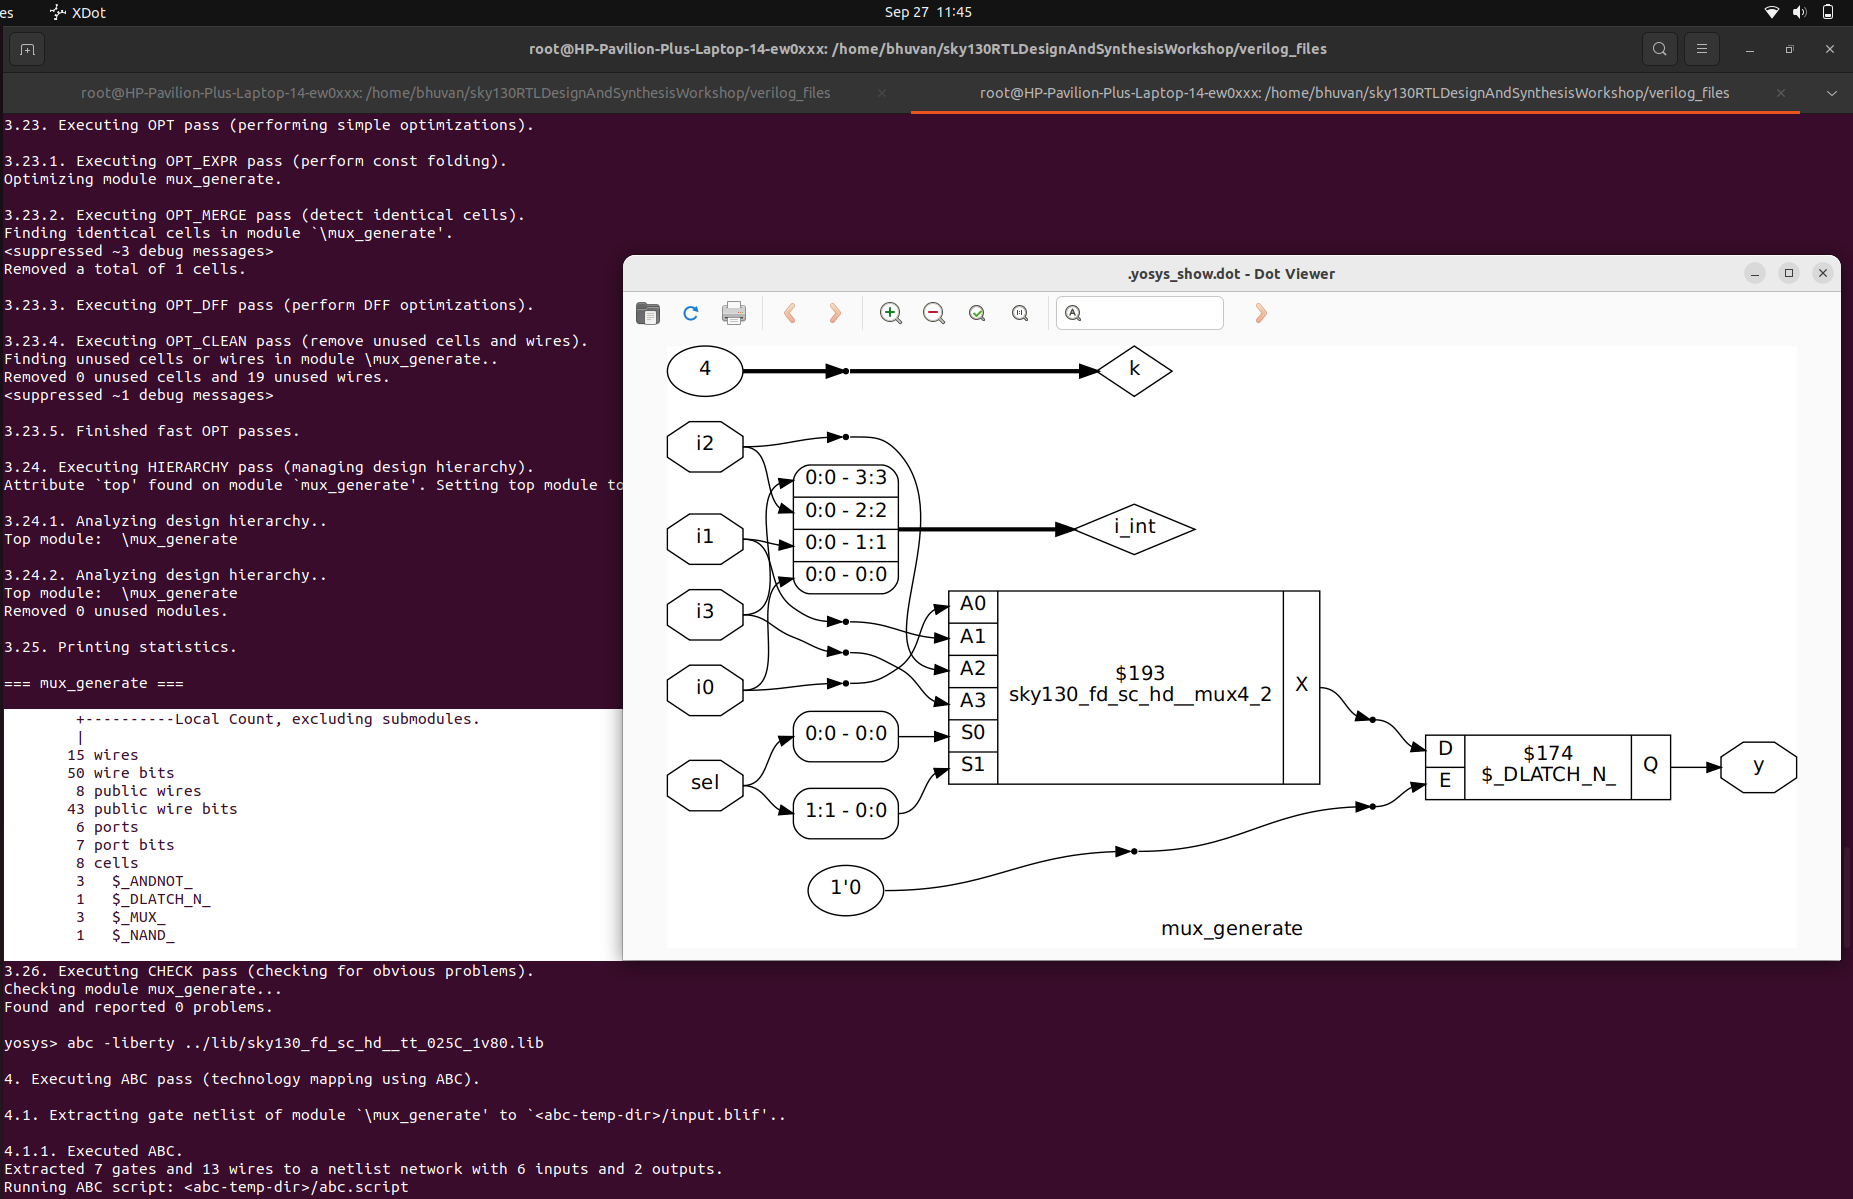 es XDot Sep 27 11:45
root@HP-Pavilion-Plus-Laptop-14-ew0xxx: /home/bhuvan/sky130RTLDesignAndSynthesisWorkshop/verilog_files
root@HP-Pavilion-Plus-Laptop-14-ew0xxx: /home/bhuvan/sky130RTLDesignAndSynthesisWorkshop/verilog_files × root@HP-Pavilion-Plus-Laptop-14-ew0xxx: /home/bhuvan/sky130RTLDesignAndSynthesisWorkshop/verilog_files ×
3.23. Executing OPT pass (performing simple optimizations).
3.23.1. Executing OPT_EXPR pass (perform const folding).
Optimizing module mux_generate.
3.23.2. Executing OPT_MERGE pass (detect identical cells).
Finding identical cells in module `\mux_generate'.
<suppressed ~3 debug messages>
Removed a total of 1 cells.
3.23.3. Executing OPT_DFF pass (perform DFF optimizations).
3.23.4. Executing OPT_CLEAN pass (remove unused cells and wires).
Finding unused cells or wires in module \mux_generate..
Removed 0 unused cells and 19 unused wires.
<suppressed ~1 debug messages>
3.23.5. Finished fast OPT passes.
3.24. Executing HIERARCHY pass (managing design hierarchy).
Attribute `top' found on module `mux_generate'. Setting top module to
3.24.1. Analyzing design hierarchy..
Top module:  \mux_generate
3.24.2. Analyzing design hierarchy..
Top module:  \mux_generate
Removed 0 unused modules.
3.25. Printing statistics.
=== mux_generate ===
+----------Local Count, excluding submodules.
|
15 wires
50 wire bits
8 public wires
43 public wire bits
6 ports
7 port bits
8 cells
3   $_ANDNOT_
1   $_DLATCH_N_
3   $_MUX_
1   $_NAND_
3.26. Executing CHECK pass (checking for obvious problems).
Checking module mux_generate...
Found and reported 0 problems.
yosys> abc -liberty ../lib/sky130_fd_sc_hd__tt_025C_1v80.lib
4. Executing ABC pass (technology mapping using ABC).
4.1. Extracting gate netlist of module `\mux_generate' to `<abc-temp-dir>/input.blif'..
4.1.1. Executed ABC.
Extracted 7 gates and 13 wires to a netlist network with 6 inputs and 2 outputs.
Running ABC script: <abc-temp-dir>/abc.script
.yosys_show.dot - Dot Viewer
4
k
i2
0:0 - 3:3
0:0 - 2:2
0:0 - 1:1
0:0 - 0:0
i_int
i1
i3
i0
A0
A1
A2
A3
S0
S1
$193
sky130_fd_sc_hd__mux4_2
X
sel
0:0 - 0:0
1:1 - 0:0
1'0
D
E
$174
$_DLATCH_N_
Q
y
mux_generate